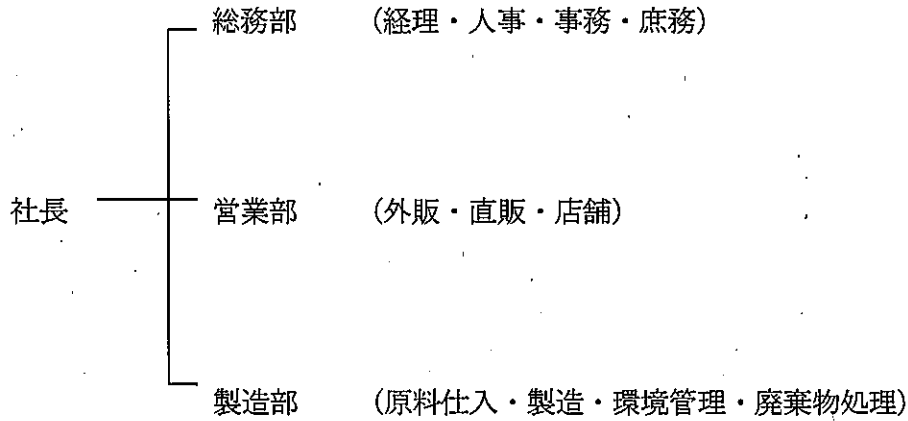 総務部 (経理・人事・事務・庶務)
社長 営業部 (外販・直販・店舗)
製造部 (原料仕入・製造・環境管理・廃棄物処理)